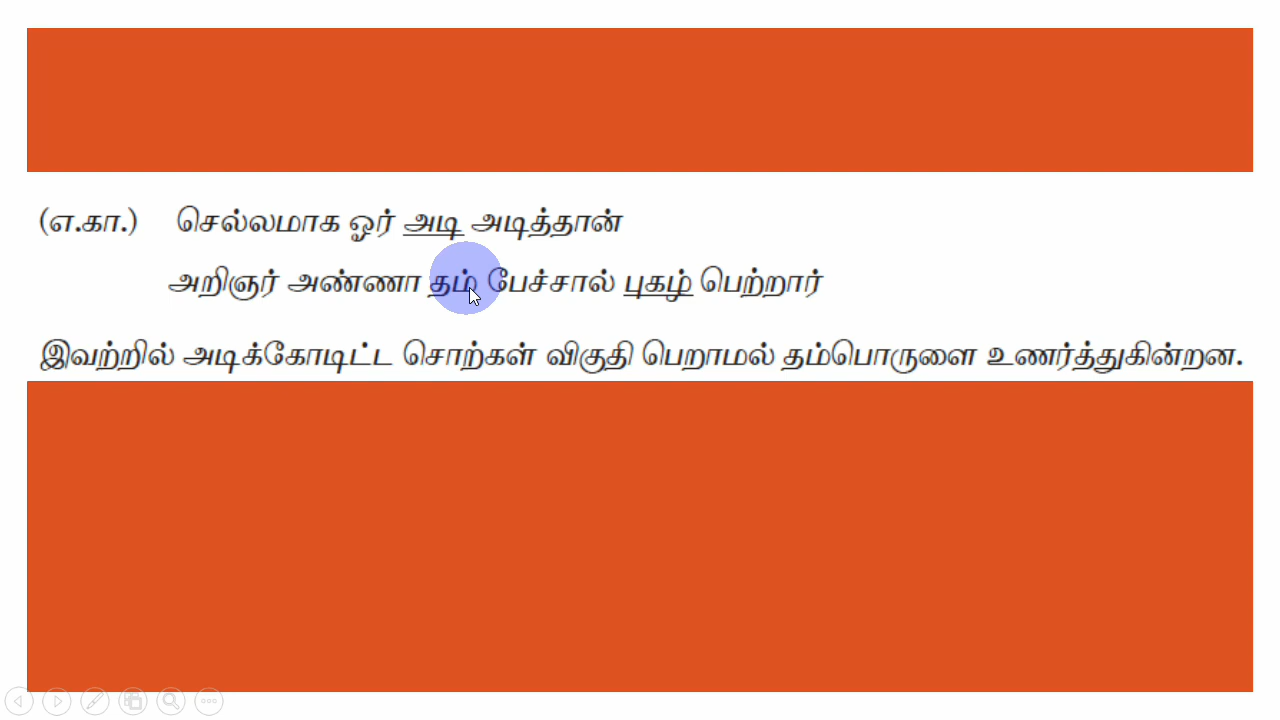 (எ.கா.) செல்லமாக ஓர் அடி அடித்தான்
அறிஞர் அண்ணா தம் பேச்சால் புகழ் பெற்றார்
இவற்றில் அடிக்கோடிட்ட சொற்கள் விகுதி பெறாமல் தம்பொருளை உணர்த்துகின்றன.